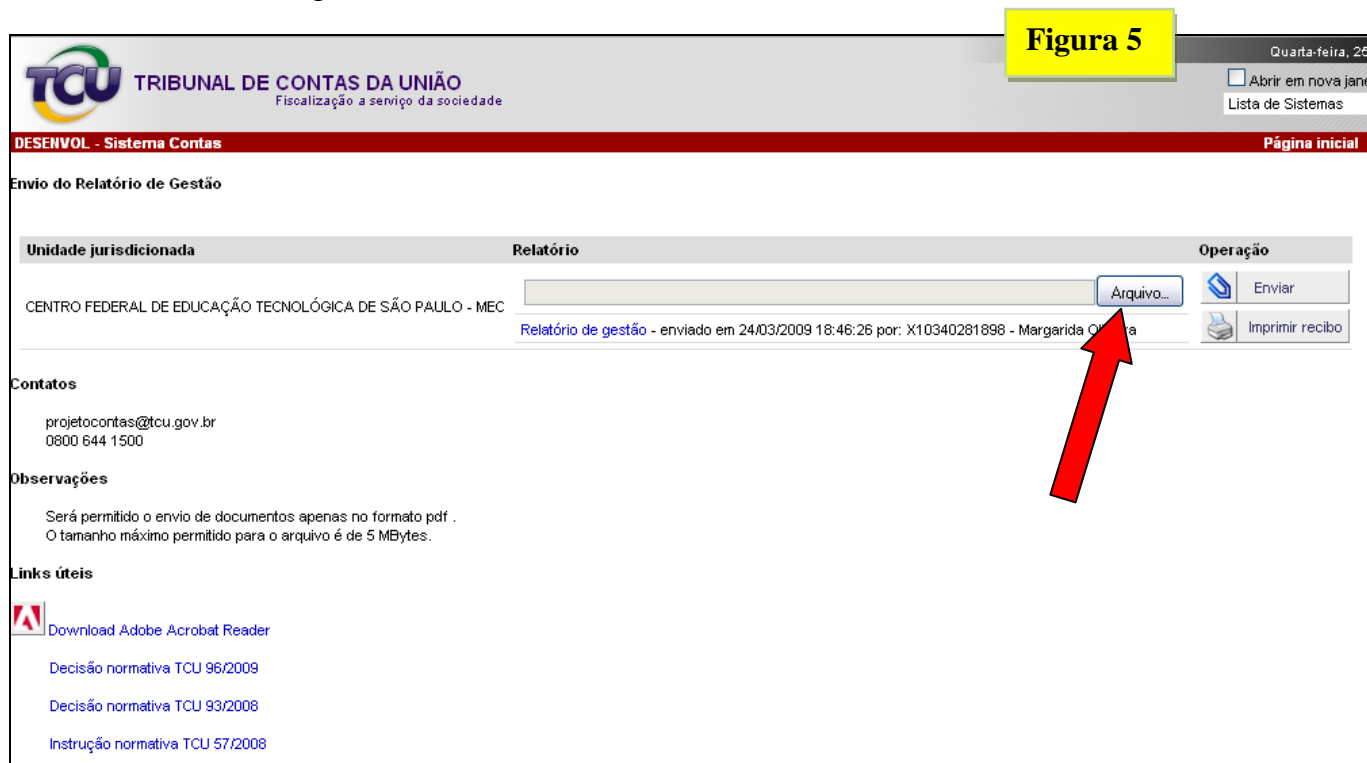 Figura 5
Quarta-feira, 25
TCU TRIBUNAL DE CONTAS DA UNIÃO
Fiscalização a serviço da sociedade
Abrir em nova jane
Lista de Sistemas
DESENVOL - Sistema Contas Página inicial
Envio do Relatório de Gestão
Unidade jurisdicionada Relatório Operação
CENTRO FEDERAL DE EDUCAÇÃO TECNOLÓGICA DE SÃO PAULO - MEC Arquivo... Enviar
Relatório de gestão - enviado em 24/03/2009 18:46:26 por: X10340281898 - Margarida Imprimir recibo
Contatos
projetocontas@tcu.gov.br
0800 644 1500
Observações
Será permitido o envio de documentos apenas no formato pdf .
O tamanho máximo permitido para o arquivo é de 5 MBytes.
Links úteis
Download Adobe Acrobat Reader
Decisão normativa TCU 96/2009
Decisão normativa TCU 93/2008
Instrução normativa TCU 57/2008